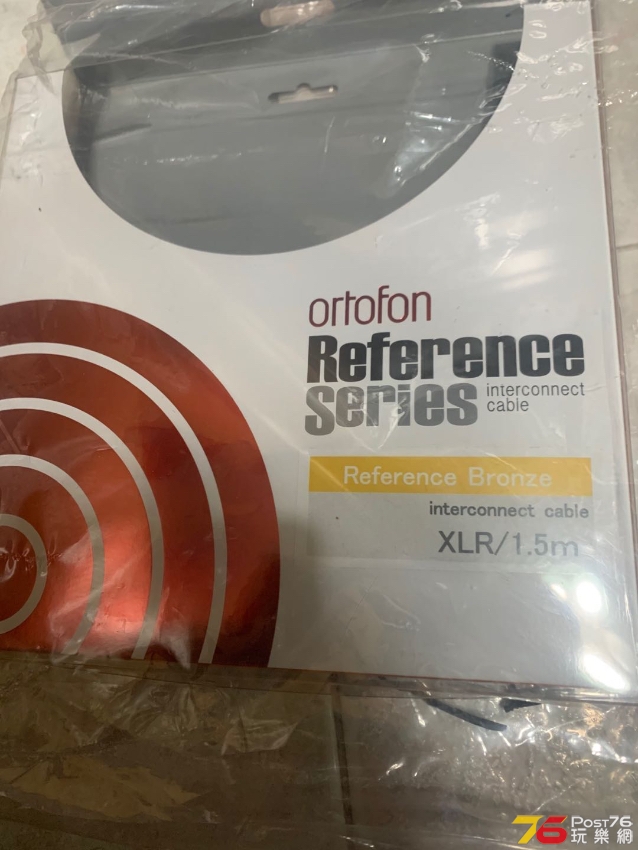 ortofon
Reference
Series interconnect
cable
Reference Bronze
interconnect cable
XLR/1.5m
76 Post76
玩樂網